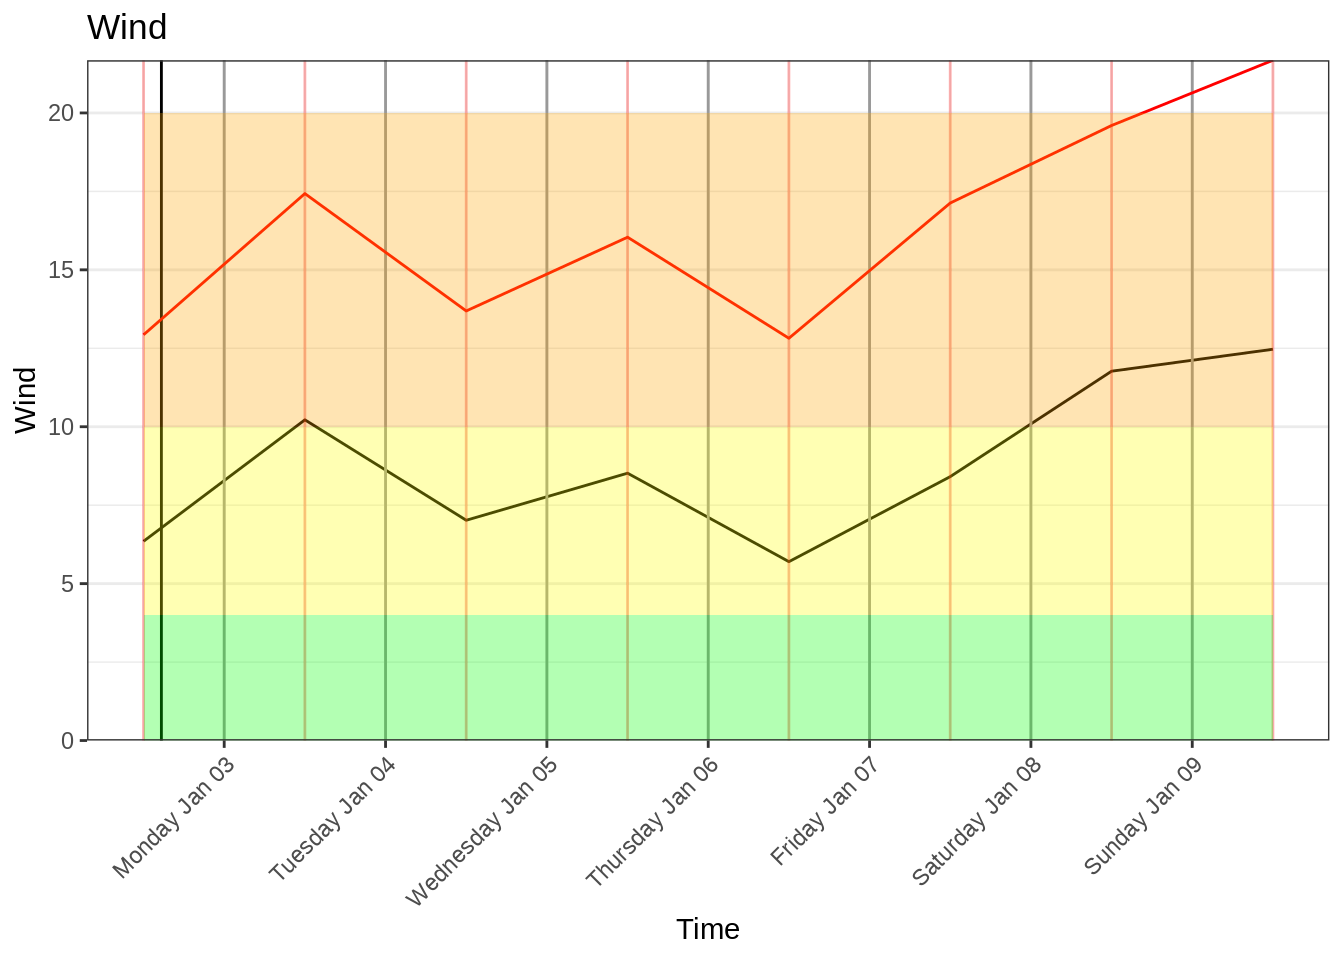 Wind
20
15
10
5
0
Wind
Monday Jan 03
Tuesday Jan 04
Wednesday Jan 05
Thursday Jan 06
Friday Jan 07
Saturday Jan 08
Sunday Jan 09
Time